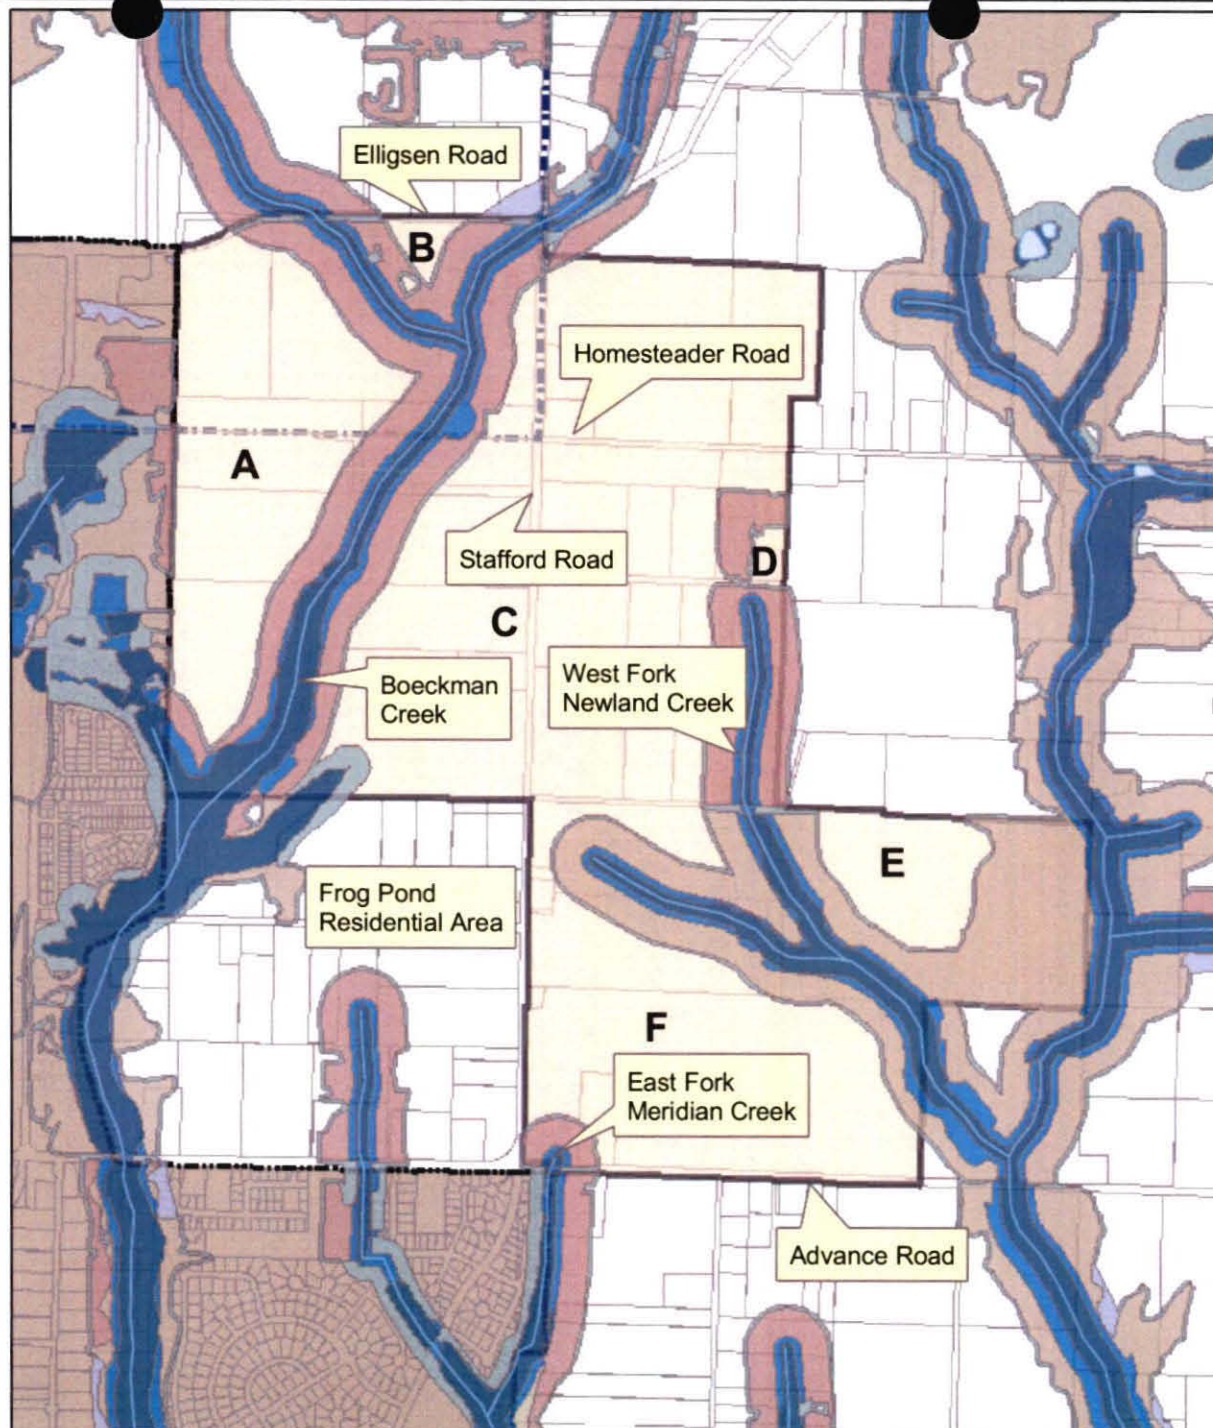 Elligsen Road
B
Homesteader Road
A
Stafford Road
D
C
West Fork
Newland Creek
Boeckman
Creek
E
Frog Pond
Residential Area
F
East Fork
Meridian Creek
Advance Road